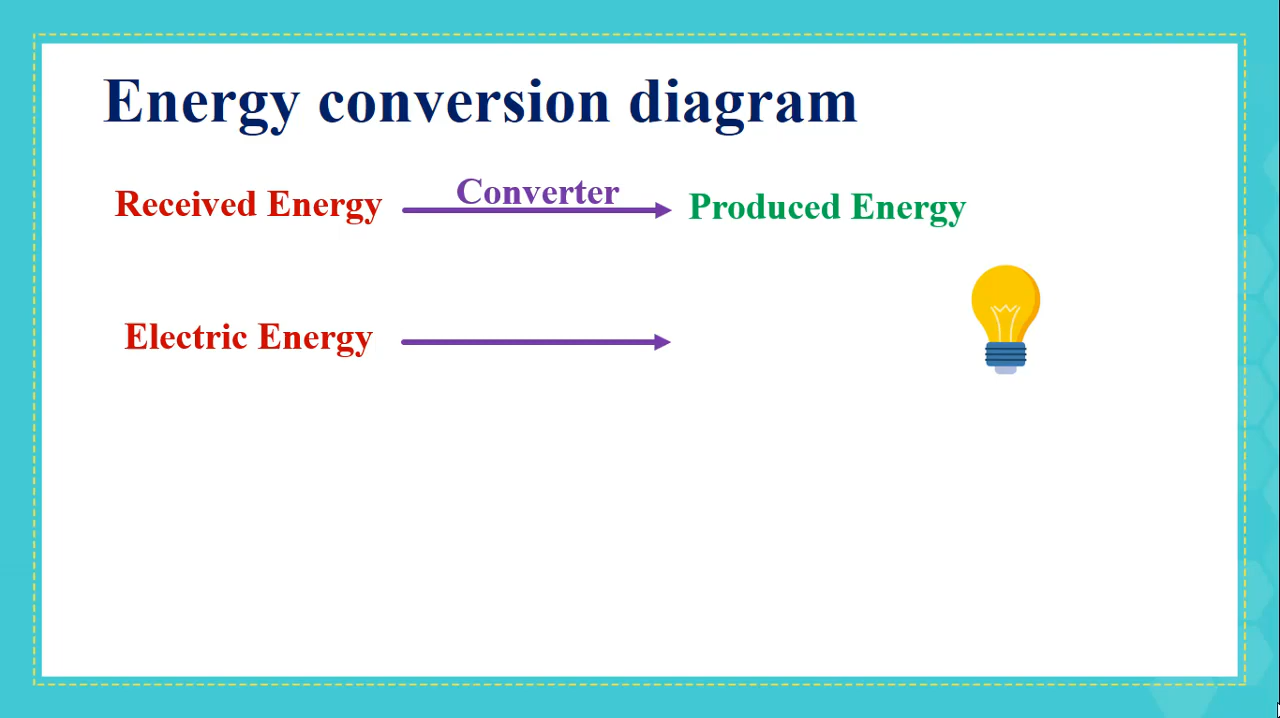 Energy conversion diagram
Converter
Received Energy
Produced Energy
Electric Energy